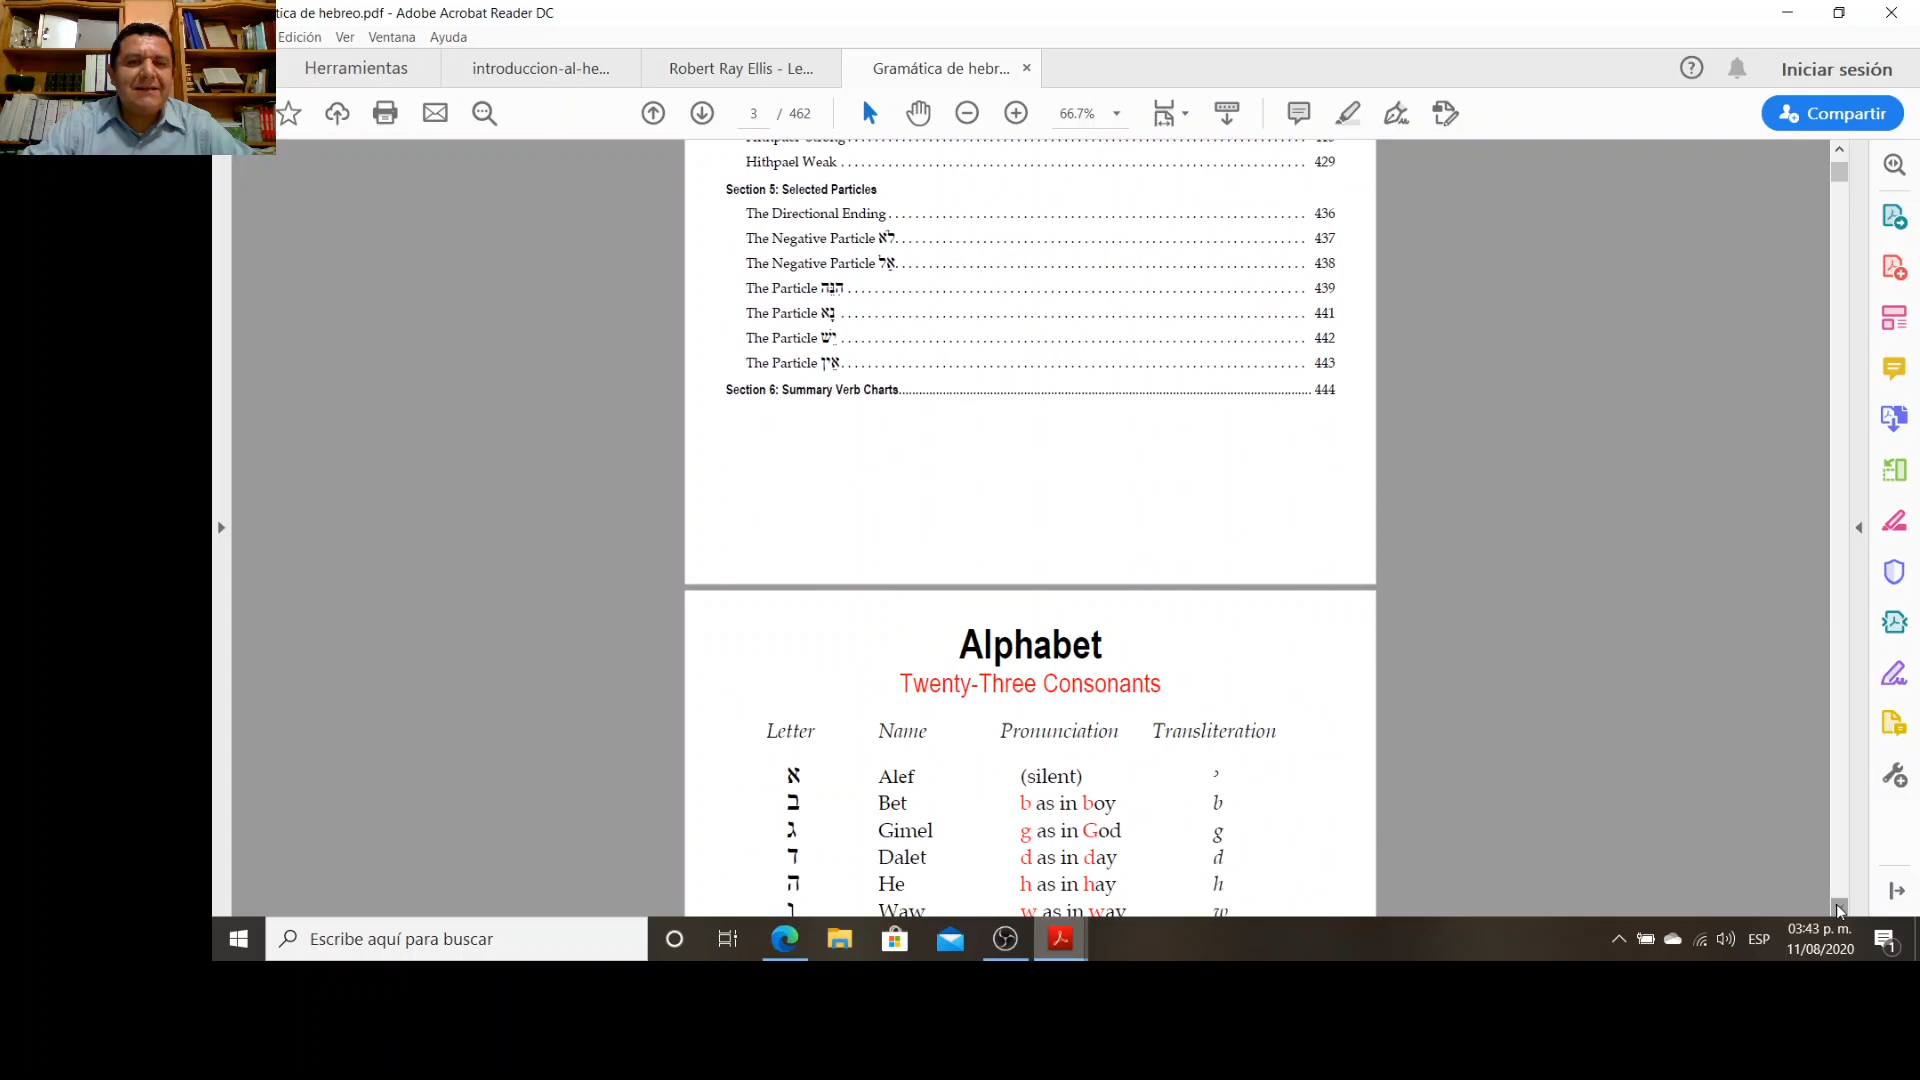 tica de hebreo.pdf - Adobe Acrobat Reader DC
Edición Ver Ventana Ayuda
Herramientas introduccion-al-he... Robert Ray Ellis - Le... Gramática de hebr... ×
Iniciar sesión
3 / 462 66.7% Compartir
Hithpael Weak 429
Section 5: Selected Particles
The Directional Ending 436
The Negative Particle לֹא 437
The Negative Particle אַל 438
The Particle הִנֵּה 439
The Particle נָא 441
The Particle יֵשׁ 442
The Particle אֵין 443
Section 6: Summary Verb Charts 444
Alphabet
Twenty-Three Consonants
Letter Name Pronunciation Transliteration
א Alef (silent) ʾ
ב Bet b as in boy b
ג Gimel g as in God g
ד Dalet d as in day d
ה He h as in hay h
ו Waw w as in way w
Escribe aquí para buscar
ESP
03:43 p. m.
11/08/2020
1